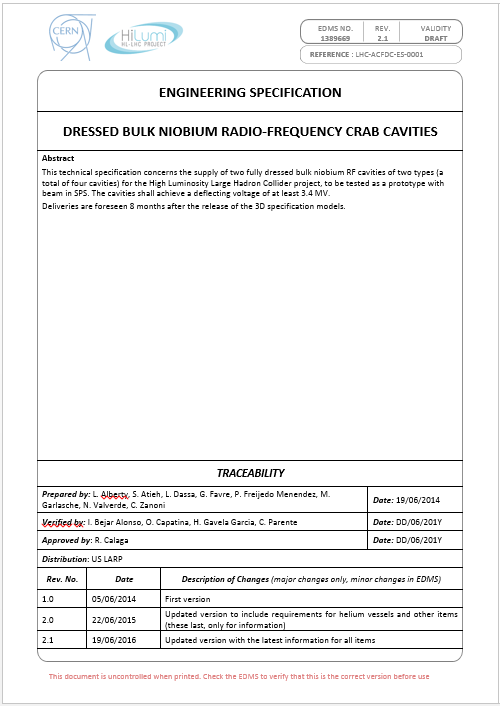 CERN
HiLumi
HL-LHC PROJECT
EDMS NO. REV. VALIDITY
1389669 2.1 DRAFT
REFERENCE : LHC-ACFDC-ES-0001
ENGINEERING SPECIFICATION
DRESSED BULK NIOBIUM RADIO-FREQUENCY CRAB CAVITIES
Abstract
This technical specification concerns the supply of two fully dressed bulk niobium RF cavities of two types (a
total of four cavities) for the High Luminosity Large Hadron Collider project, to be tested as a prototype with
beam in SPS. The cavities shall achieve a deflecting voltage of at least 3.4 MV.
Deliveries are foreseen 8 months after the release of the 3D specification models.
TRACEABILITY
Prepared by: L. Alberty, S. Atieh, L. Dassa, G. Favre, P. Freijedo Menendez, M.
Garlasche, N. Valverde, C. Zanoni
Date: 19/06/2014
Verified by: I. Bejar Alonso, O. Capatina, H. Gavela Garcia, C. Parente
Date: DD/06/201Y
Approved by: R. Calaga
Date: DD/06/201Y
Distribution: US LARP
Rev. No. Date Description of Changes (major changes only, minor changes in EDMS)
1.0 05/06/2014 First version
2.0 22/06/2015 Updated version to include requirements for helium vessels and other items
(these last, only for information)
2.1 19/06/2016 Updated version with the latest information for all items
This document is uncontrolled when printed. Check the EDMS to verify that this is the correct version before use